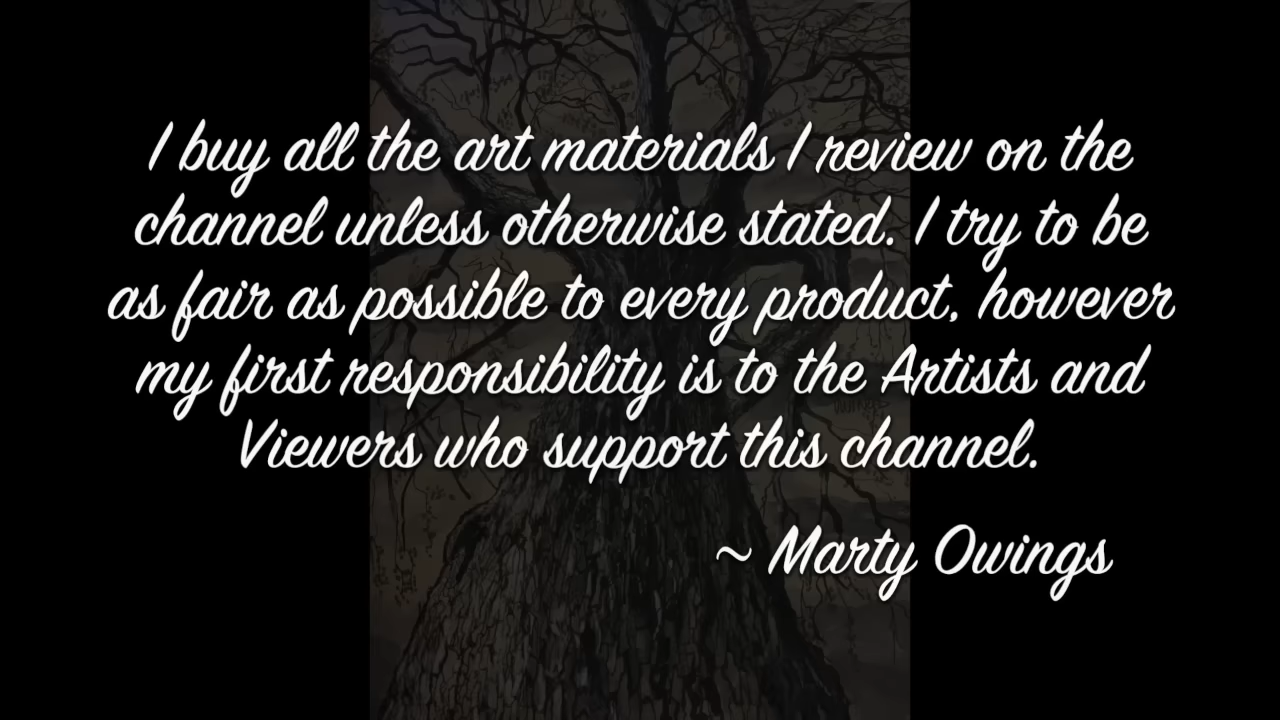 I buy all the art materials I review on the
channel unless otherwise stated. I try to be
as fair as possible to every product, however
my first responsibility is to the Artists and
Viewers who support this channel.
~ Marty Owings